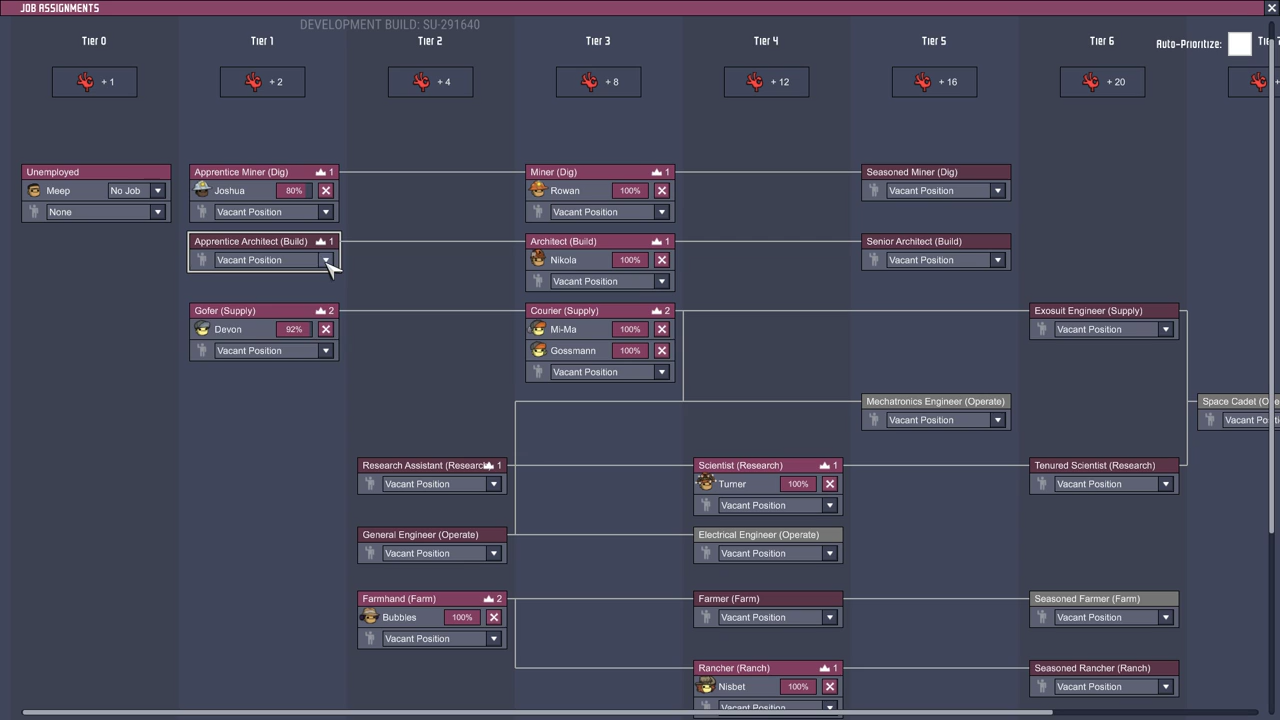 JOB ASSIGNMENTS
DEVELOPMENT BUILD: SU-291640
Tier 0
Tier 1
Tier 2
Tier 3
Tier 4
Tier 5
Tier 6
Auto-Prioritize:
+ 1
+ 2
+ 4
+ 8
+ 12
+ 16
+ 20
Unemployed
Meep No Job
None
Apprentice Miner (Dig) 1
Joshua 80%
Vacant Position
Miner (Dig) 1
Rowan 100%
Vacant Position
Seasoned Miner (Dig)
Vacant Position
Apprentice Architect (Build) 1
Vacant Position
Architect (Build) 1
Nikola 100%
Vacant Position
Senior Architect (Build)
Vacant Position
Gofer (Supply) 2
Devon 92%
Vacant Position
Courier (Supply) 2
Mi-Ma 100%
Gossmann 100%
Vacant Position
Exosuit Engineer (Supply)
Vacant Position
Mechatronics Engineer (Operate)
Vacant Position
Space Cadet
Research Assistant (Research 1
Vacant Position
Scientist (Research) 1
Turner 100%
Vacant Position
Tenured Scientist (Research)
Vacant Position
General Engineer (Operate)
Vacant Position
Electrical Engineer (Operate)
Vacant Position
Farmhand (Farm) 2
Bubbles 100%
Vacant Position
Farmer (Farm)
Vacant Position
Seasoned Farmer (Farm)
Vacant Position
Rancher (Ranch) 1
Nisbet 100%
Vacant Position
Seasoned Rancher (Ranch)
Vacant Position